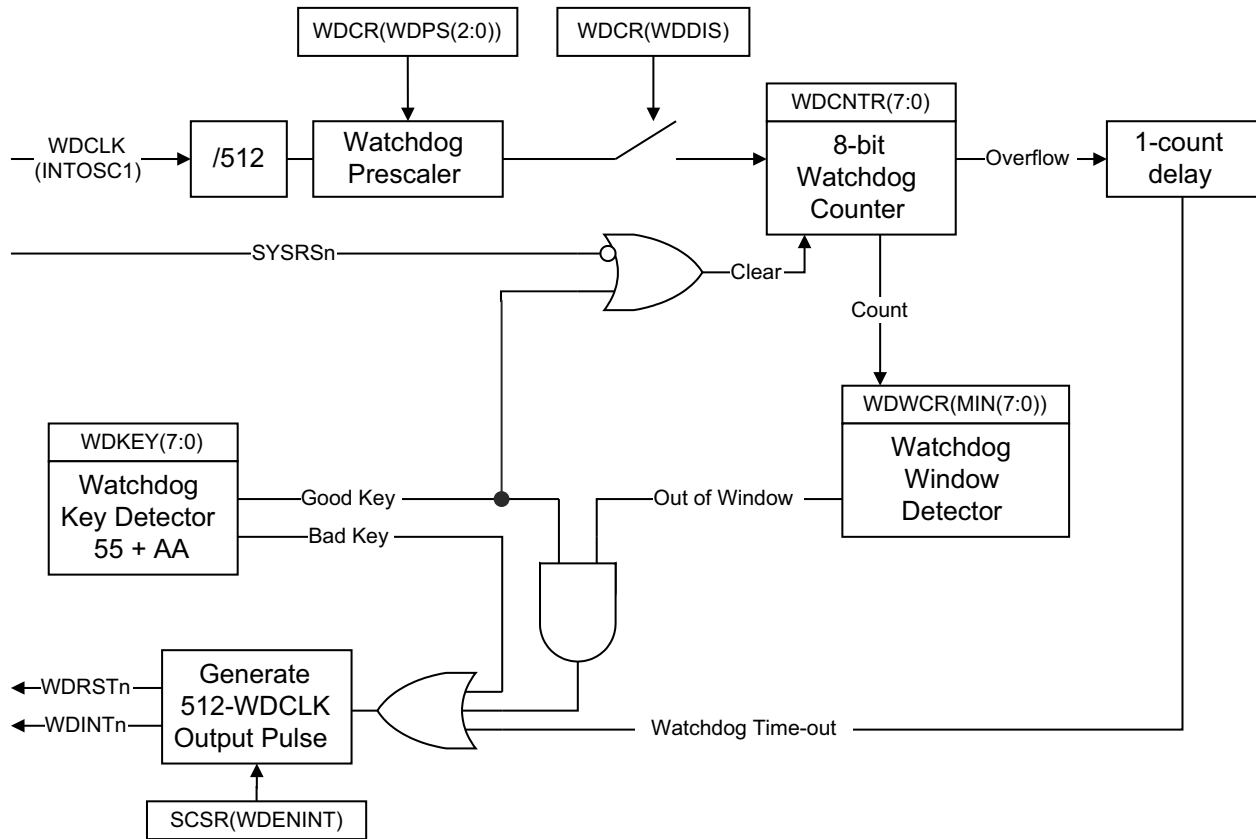 WDCR(WDPS(2:0))
WDCR(WDDIS)
WDCNTR(7:0)
WDCLK
(INTOSC1)
/512
Watchdog
Prescaler
8-bit
Watchdog
Counter
Overflow
1-count
delay
SYSRSn
Clear
Count
WDWCR(MIN(7:0))
Watchdog
Window
Detector
WDKEY(7:0)
Watchdog
Key Detector
55 + AA
Good Key
Out of Window
Bad Key
Generate
512-WDCLK
Output Pulse
WDRSTn
WDINTn
Watchdog Time-out
SCSR(WDENINT)